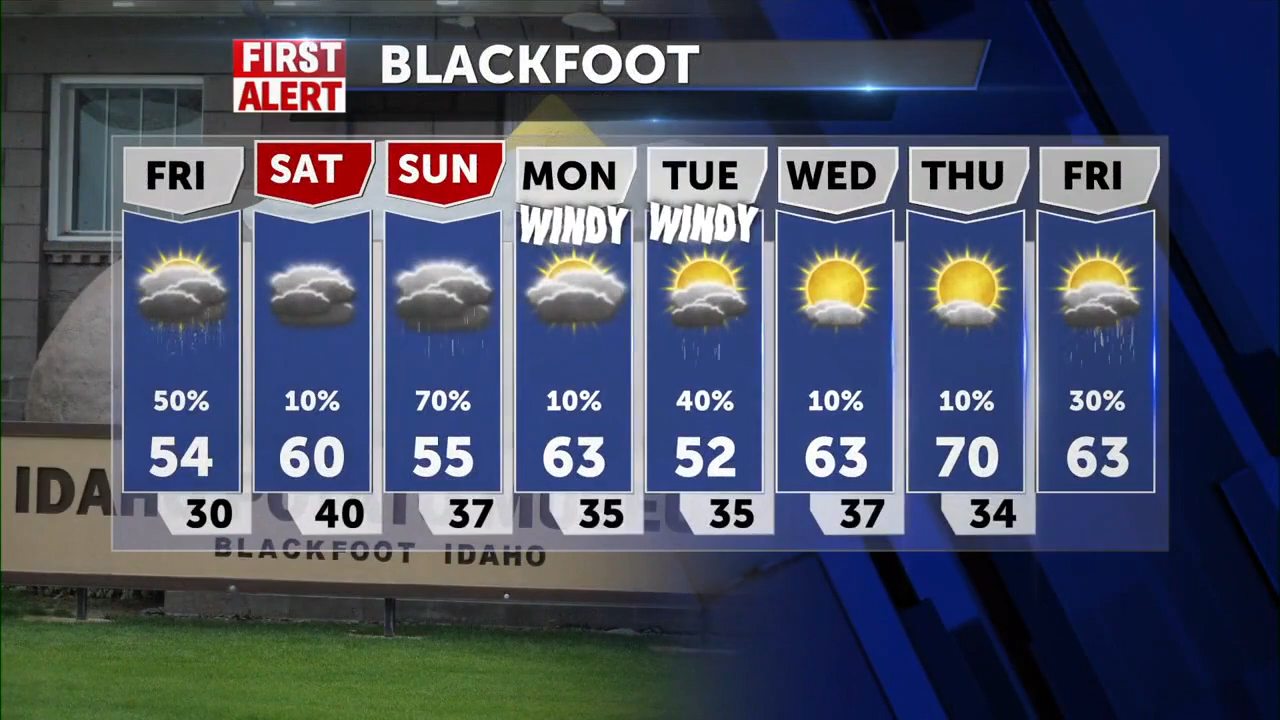 FIRST
ALERT
BLACKFOOT
FRI SAT SUN MON TUE WED THU FRI
WINDY WINDY
50% 10% 70% 10% 40% 10% 10% 30%
54 60 55 63 52 63 70 63
30 40 37 35 35 37 34
IDAHO
BLACKFOOT IDAHO